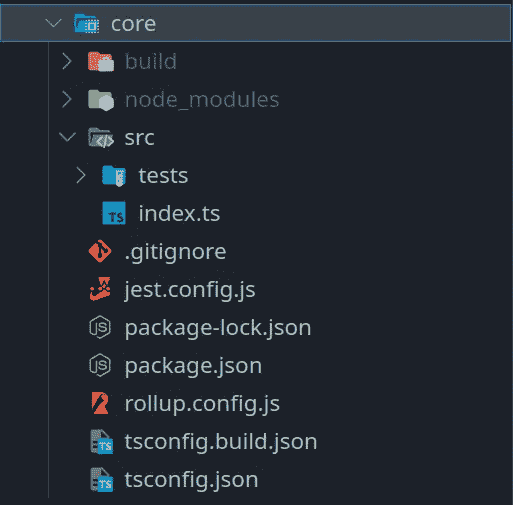 core
build
node_modules
src
tests
TS index.ts
.gitignore
jest.config.js
JS package-lock.json
JS package.json
rollup.config.js
TS tsconfig.build.json
TS tsconfig.json